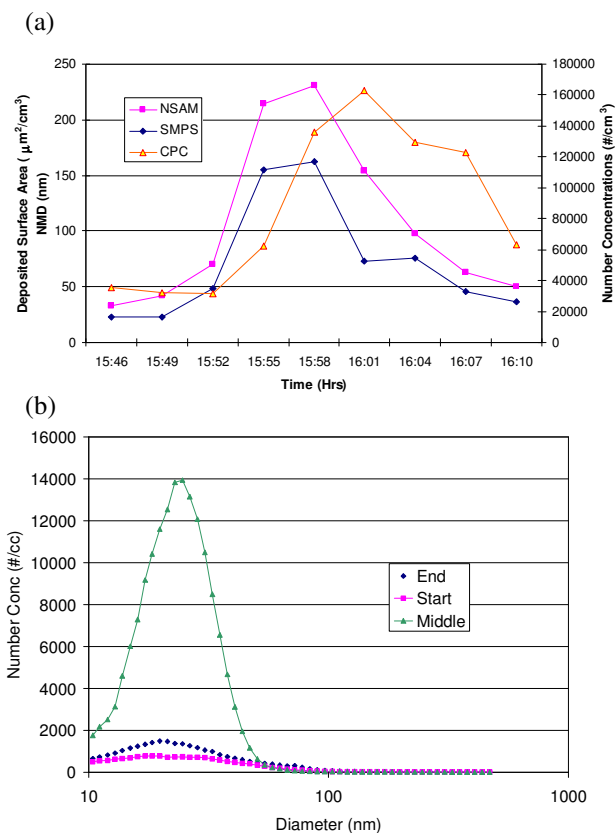 (a)
250
200
150
100
50
0
180000
160000
140000
120000
100000
80000
60000
40000
20000
0
NSAM
SMPS
CPC
Deposited Surface Area ( μm²/cm³)
NMD (nm)
Number Concentrations (#/cm³)
15:46 15:49 15:52 15:55 15:58 16:01 16:04 16:07 16:10
Time (Hrs)
(b)
16000
14000
12000
10000
8000
6000
4000
2000
0
Number Conc (#/cc)
End
Start
Middle
10 100 1000
Diameter (nm)